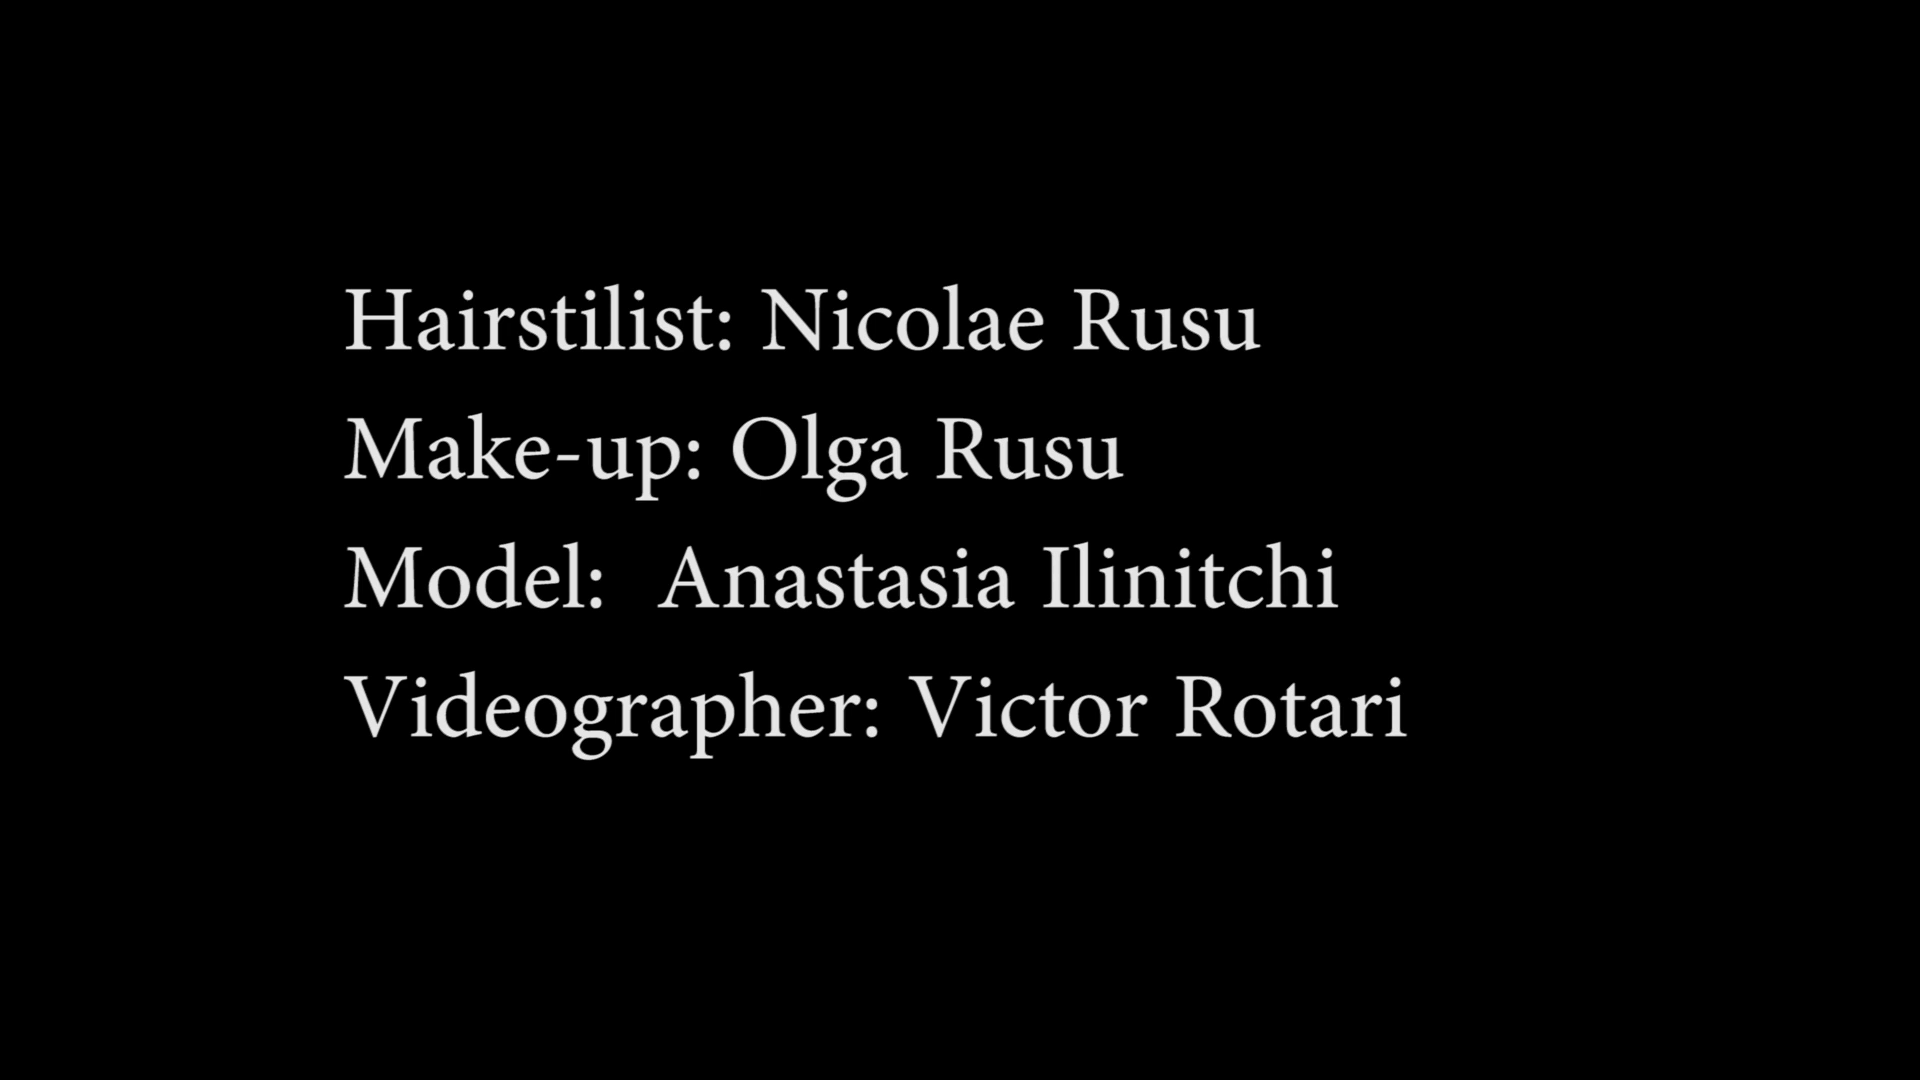 Hairstilist: Nicolae Rusu
Make-up: Olga Rusu
Model:  Anastasia Ilinitchi
Videographer: Victor Rotari